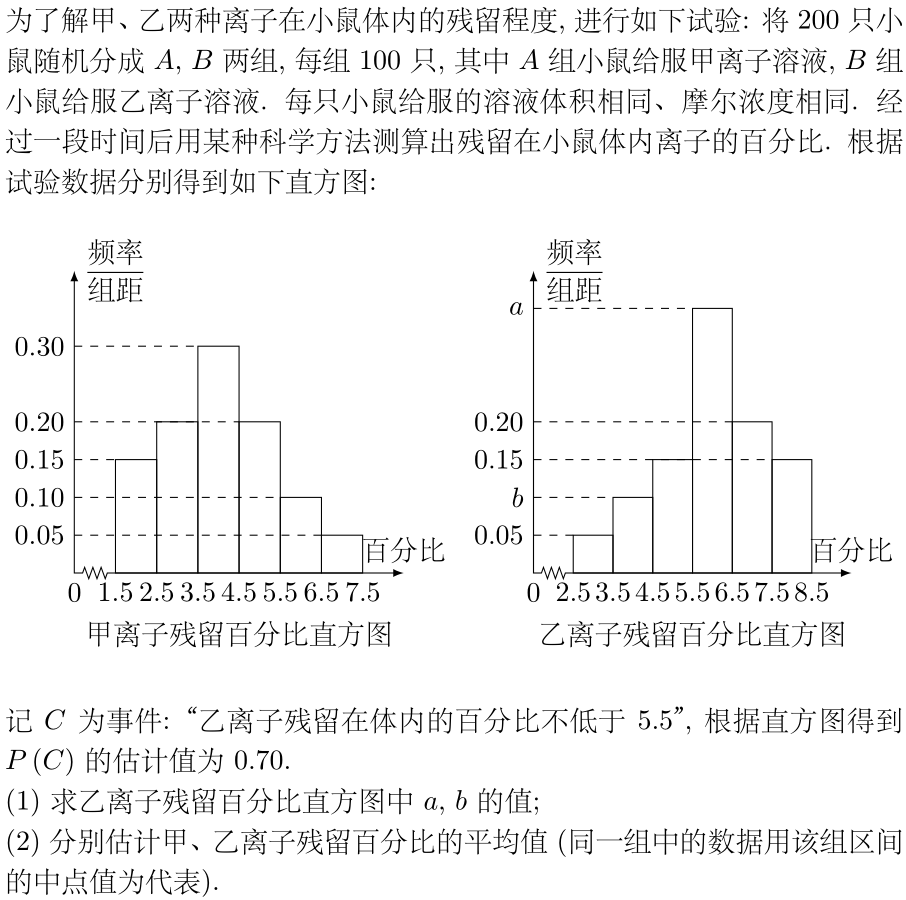 为了解甲、乙两种离子在小鼠体内的残留程度, 进行如下试验: 将 200 只小
鼠随机分成 A, B 两组, 每组 100 只, 其中 A 组小鼠给服甲离子溶液, B 组
小鼠给服乙离子溶液. 每只小鼠给服的溶液体积相同、摩尔浓度相同. 经
过一段时间后用某种科学方法测算出残留在小鼠体内离子的百分比. 根据
试验数据分别得到如下直方图:
频率
组距
0.30
0.20
0.15
0.10
0.05
百分比
0 1.5 2.5 3.5 4.5 5.5 6.5 7.5
甲离子残留百分比直方图
频率
组距
a
0.20
0.15
b
0.05
百分比
0 2.5 3.5 4.5 5.5 6.5 7.5 8.5
乙离子残留百分比直方图
记 C 为事件: “乙离子残留在体内的百分比不低于 5.5”, 根据直方图得到
P (C) 的估计值为 0.70.
(1) 求乙离子残留百分比直方图中 a, b 的值;
(2) 分别估计甲、乙离子残留百分比的平均值 (同一组中的数据用该组区间
的中点值为代表).